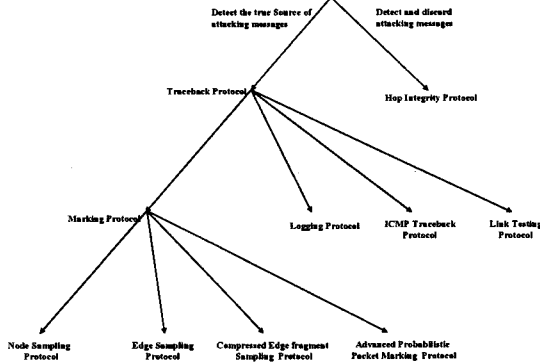 Detect the true Source of
attacking messages
Detect and discard
attacking messages
Traceback Protocol
Hop Integrity Protocol
Marking Protocol
Logging Protocol
ICMP Traceback
Protocol
Link Testing
Protocol
Node Sampling
Protocol
Edge Sampling
Protocol
Compressed Edge fragment
Sampling Protocol
Advanced Probabilistic
Packet Marking Protocol